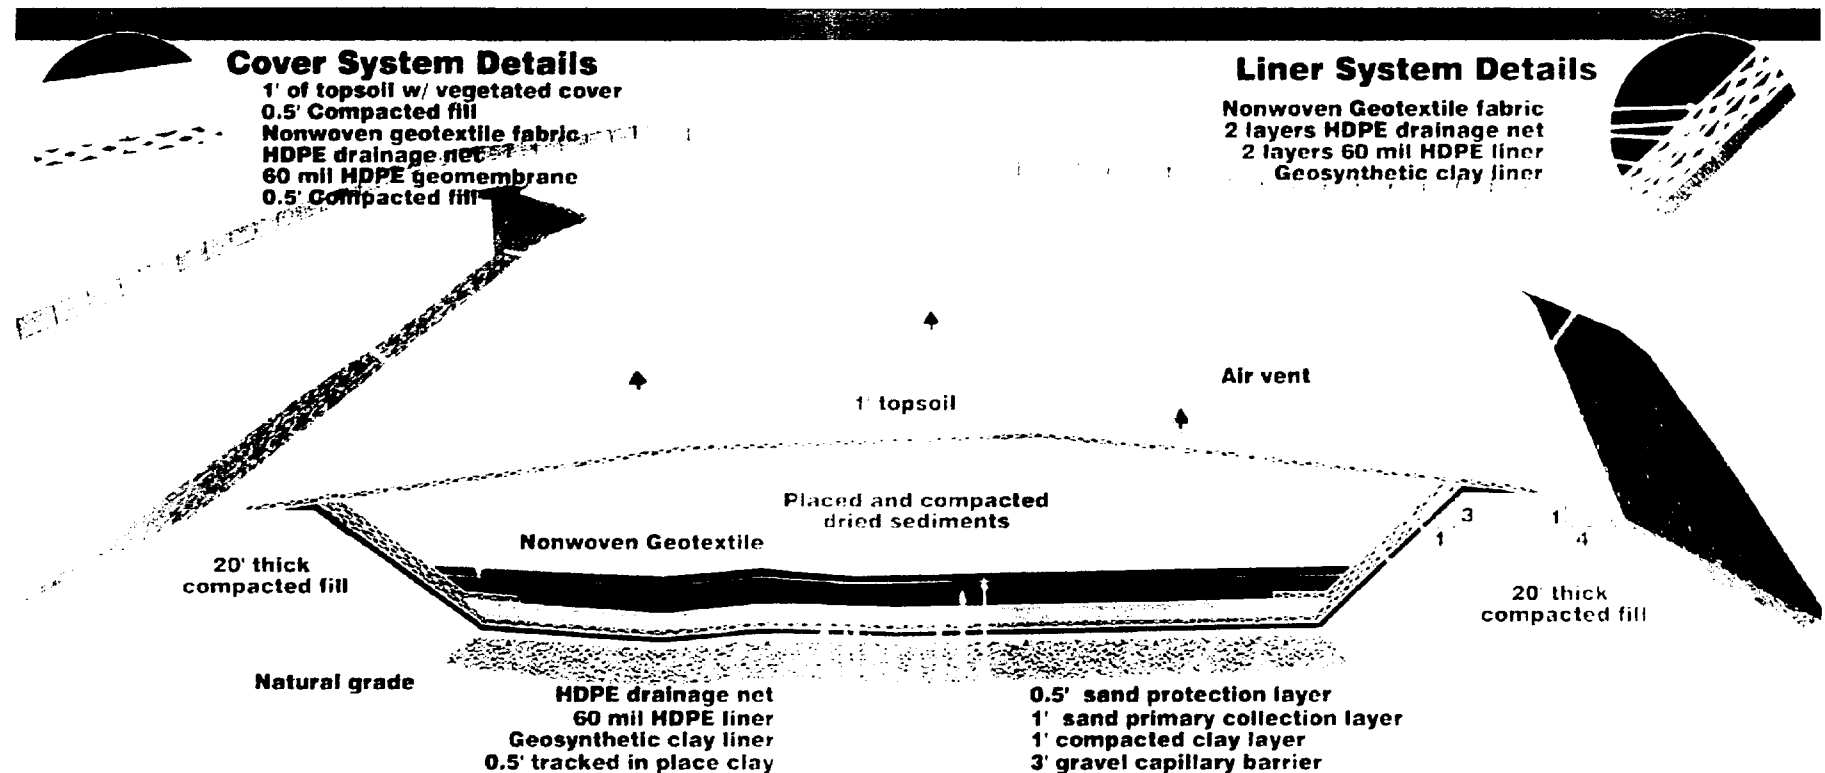 Cover System Details
1' of topsoil w/ vegetated cover
0.5' Compacted fill
Nonwoven geotextile fabric
HDPE drainage net
60 mil HDPE geomembrane
0.5' Compacted fill
Liner System Details
Nonwoven Geotextile fabric
2 layers HDPE drainage net
2 layers 60 mil HDPE liner
Geosynthetic clay liner
Air vent
1' topsoil
Placed and compacted
dried sediments
Nonwoven Geotextile
3
1
1
4
20' thick
compacted fill
20' thick
compacted fill
Natural grade
HDPE drainage net
60 mil HDPE liner
Geosynthetic clay liner
0.5' tracked in place clay
0.5' sand protection layer
1' sand primary collection layer
1' compacted clay layer
3' gravel capillary barrier